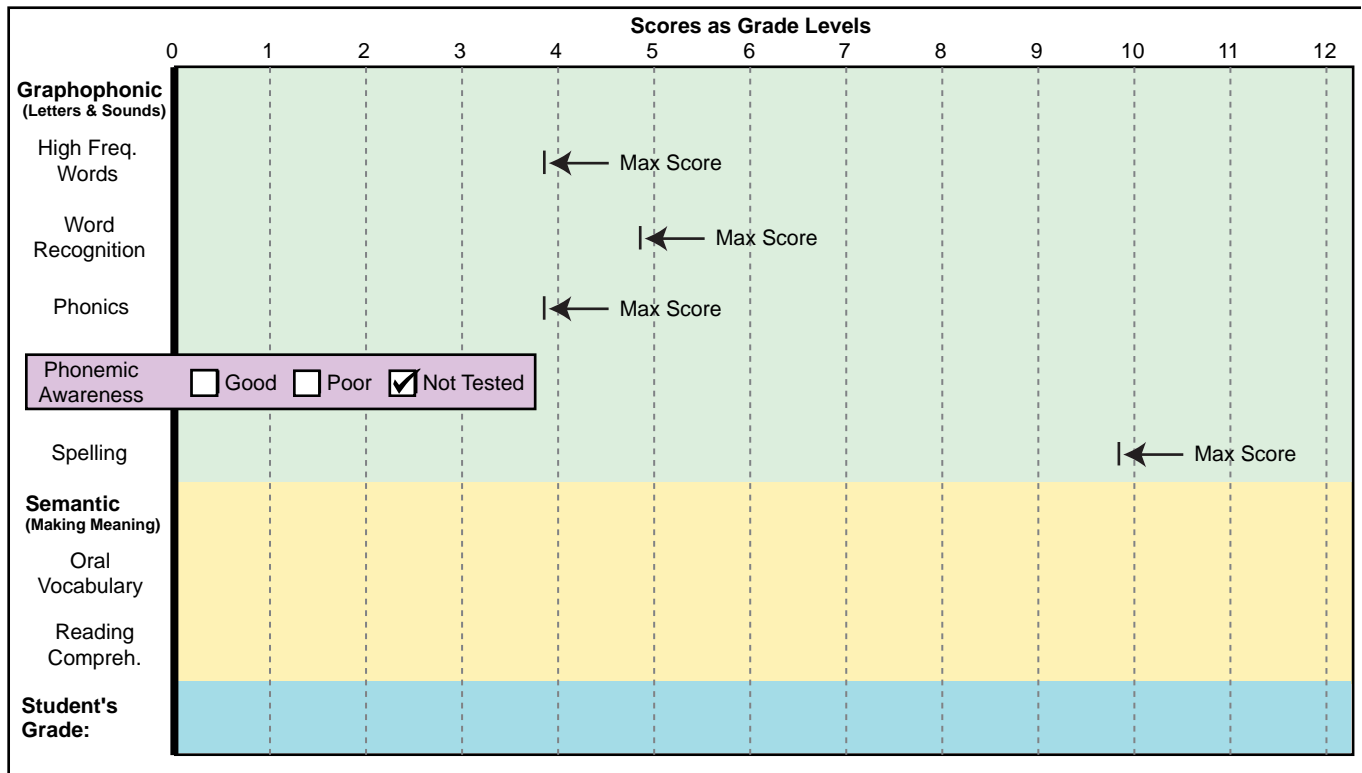 Scores as Grade Levels
0 1 2 3 4 5 6 7 8 9 10 11 12
Graphophonic
(Letters & Sounds)
High Freq.
Words
Max Score
Word
Recognition
Max Score
Phonics
Max Score
Phonemic
Awareness
Good Poor Not Tested
Spelling
Max Score
Semantic
(Making Meaning)
Oral
Vocabulary
Reading
Compreh.
Student's
Grade: